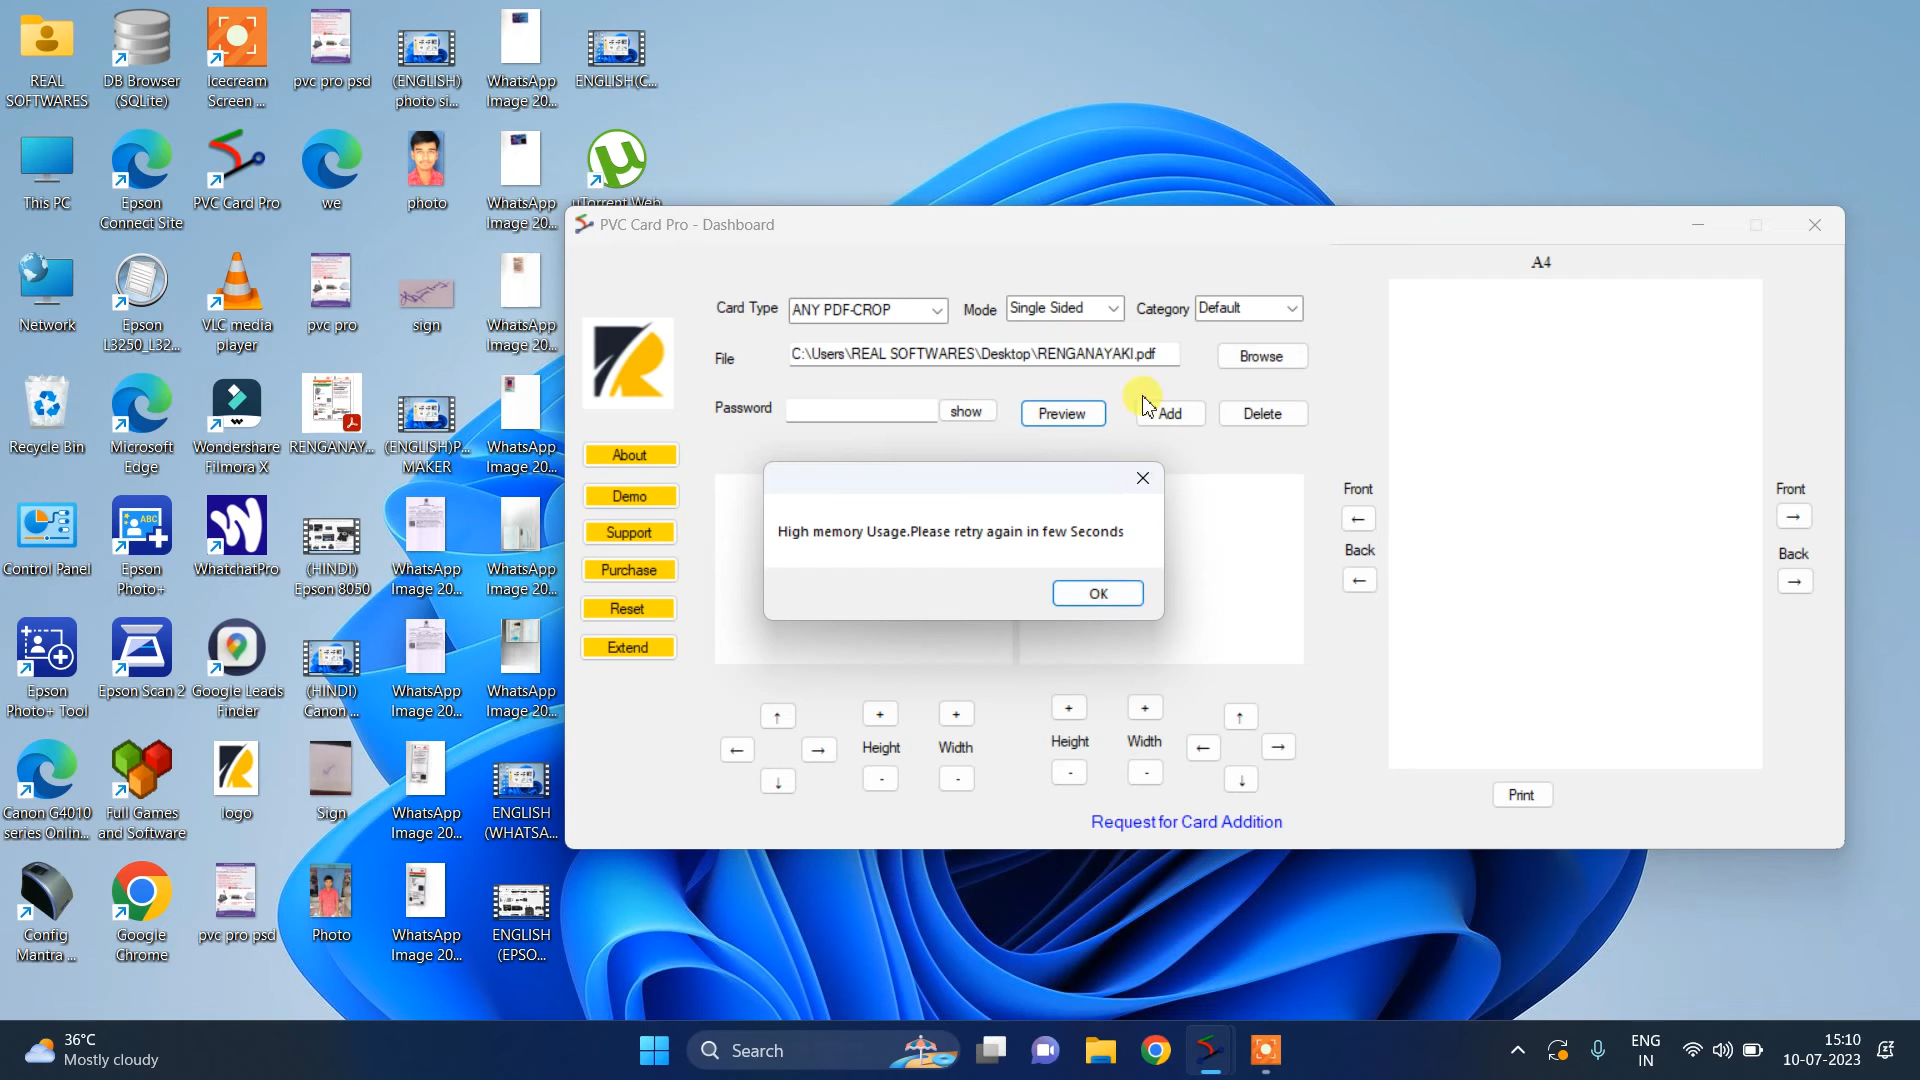 REAL
SOFTWARES
DB Browser
(SQLite)
Icecream
Screen ...
pvc pro psd
(ENGLISH)
photo si...
WhatsApp
Image 20...
ENGLISH(C...
This PC
Epson
Connect Site
PVC Card Pro
we
photo
WhatsApp
Image 20...
uTorrent Web
Network
Epson
L3250_L32...
VLC media
player
pvc pro
sign
WhatsApp
Image 20...
Recycle Bin
Microsoft
Edge
Wondershare
Filmora X
RENGANAY...
(ENGLISH)P...
MAKER
WhatsApp
Image 20...
Control Panel
Epson
Photo+
WhatchatPro
(HINDI)
Epson 8050
WhatsApp
Image 20...
WhatsApp
Image 20...
Epson
Photo+ Tool
Epson Scan 2
Google Leads
Finder
(HINDI)
Canon ...
WhatsApp
Image 20...
WhatsApp
Image 20...
Canon G4010
series Onlin...
Full Games
and Software
logo
Sign
WhatsApp
Image 20...
ENGLISH
(WHATSA...
Config
Mantra ...
Google
Chrome
pvc pro psd
Photo
WhatsApp
Image 20...
ENGLISH
(EPSO...
PVC Card Pro - Dashboard
A4
Card Type ANY PDF-CROP Mode Single Sided Category Default
File C:\Users\REAL SOFTWARES\Desktop\RENGANAYAKI.pdf Browse
Password show Preview Add Delete
About
Demo
Support
Purchase
Reset
Extend
High memory Usage.Please retry again in few Seconds
OK
Front
←
Back
←
Front
→
Back
→
↑
← →
↓
+ +
Height Width
- -
+ +
Height Width
- -
↑
← →
↓
Print
Request for Card Addition
36°C
Mostly cloudy
Search
ENG
IN
15:10
10-07-2023